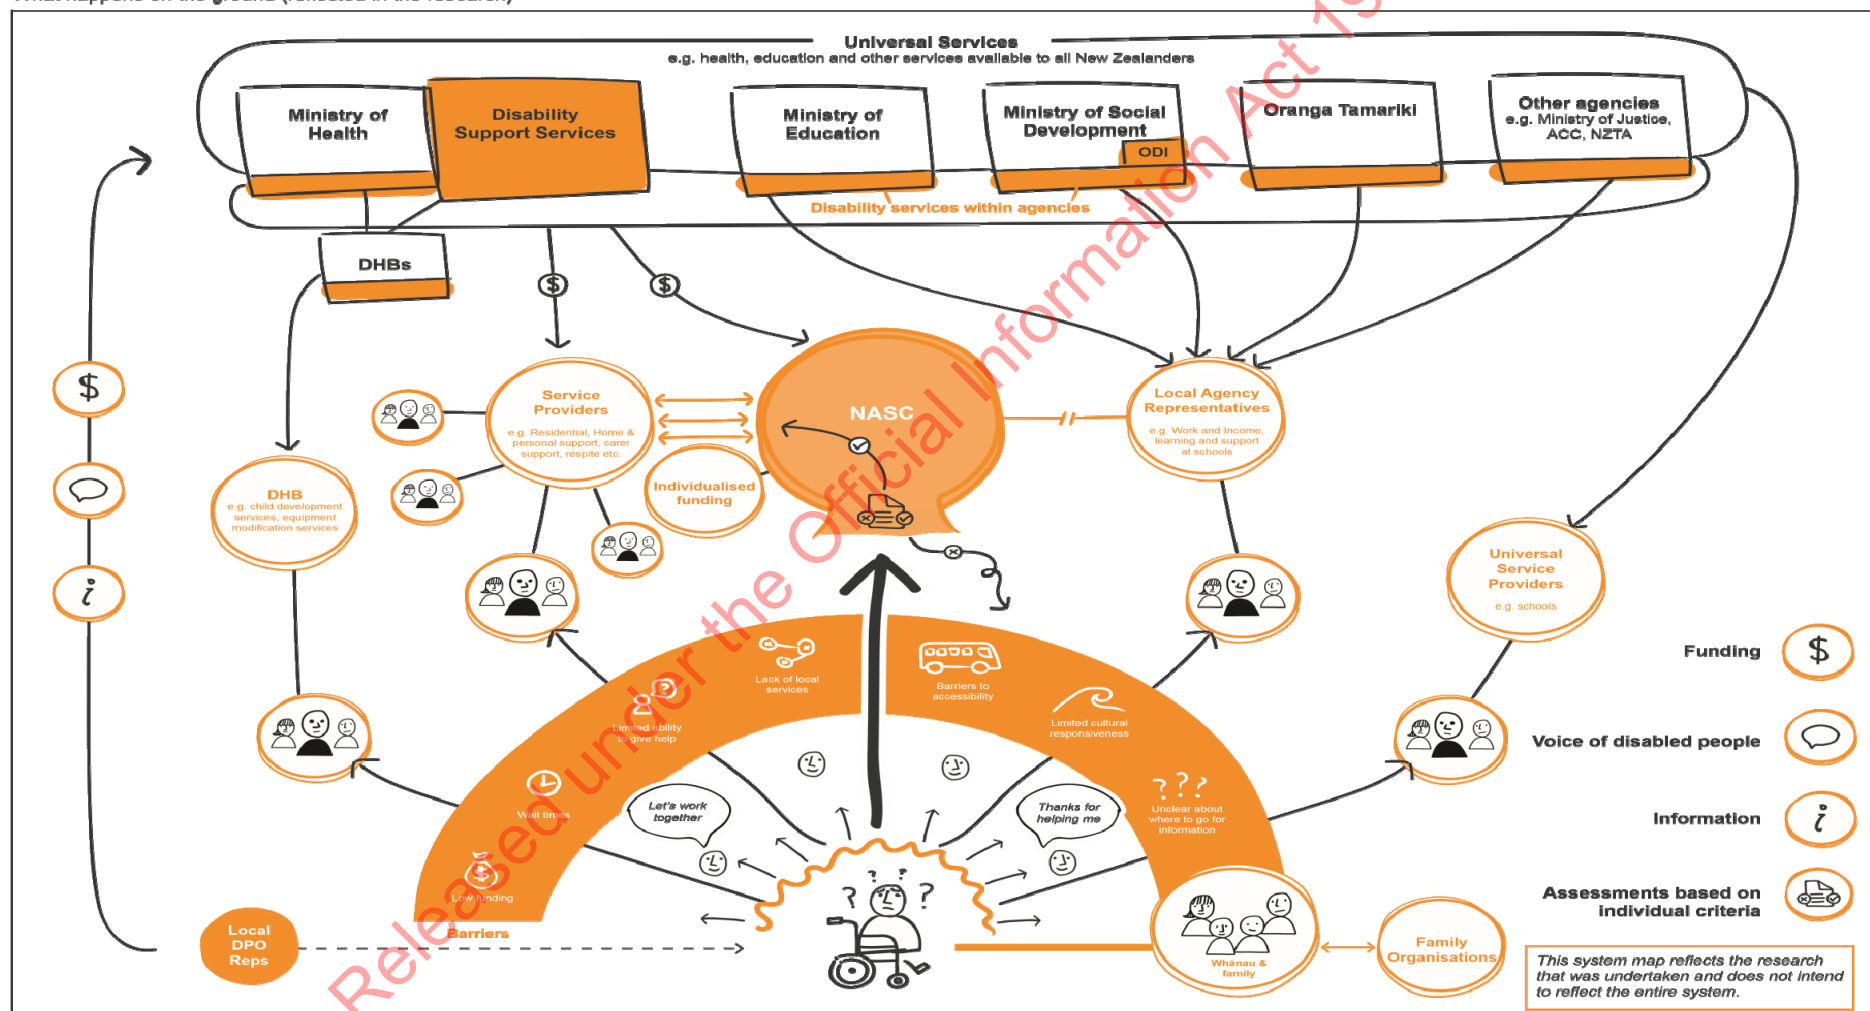 Universal Services
e.g. health, education and other services available to all New Zealanders
Ministry of
Health
Disability
Support Services
Ministry of
Education
Ministry of Social
Development
ODI
Oranga Tamariki
Other agencies
e.g. Ministry of Justice,
ACC, NZTA
Disability services within agencies
DHBs
$
$
$
i
Service
Providers
e.g. Residential, Home &
personal support, carer
support, respite etc.
Individualised
funding
NASC
Local Agency
Representatives
e.g. Work and Income,
learning and support
at schools
DHB
e.g. child development
services, equipment
modification services
Universal
Service
Providers
e.g. schools
Lack of local
services
Barriers to
accessibility
?
Limited ability
to give help
Limited cultural
responsiveness
Wait times
? ? ?
Unclear about
where to go for
information
$
Low funding
Barriers
Let's work
together
Thanks for
helping me
? ? ? ?
Local
DPO
Reps
Whānau &
family
Family
Organisations
Funding
$
Voice of disabled people
Information
i
Assessments based on
individual criteria
This system map reflects the research
that was undertaken and does not intend
to reflect the entire system.
Released under the Official Information Act